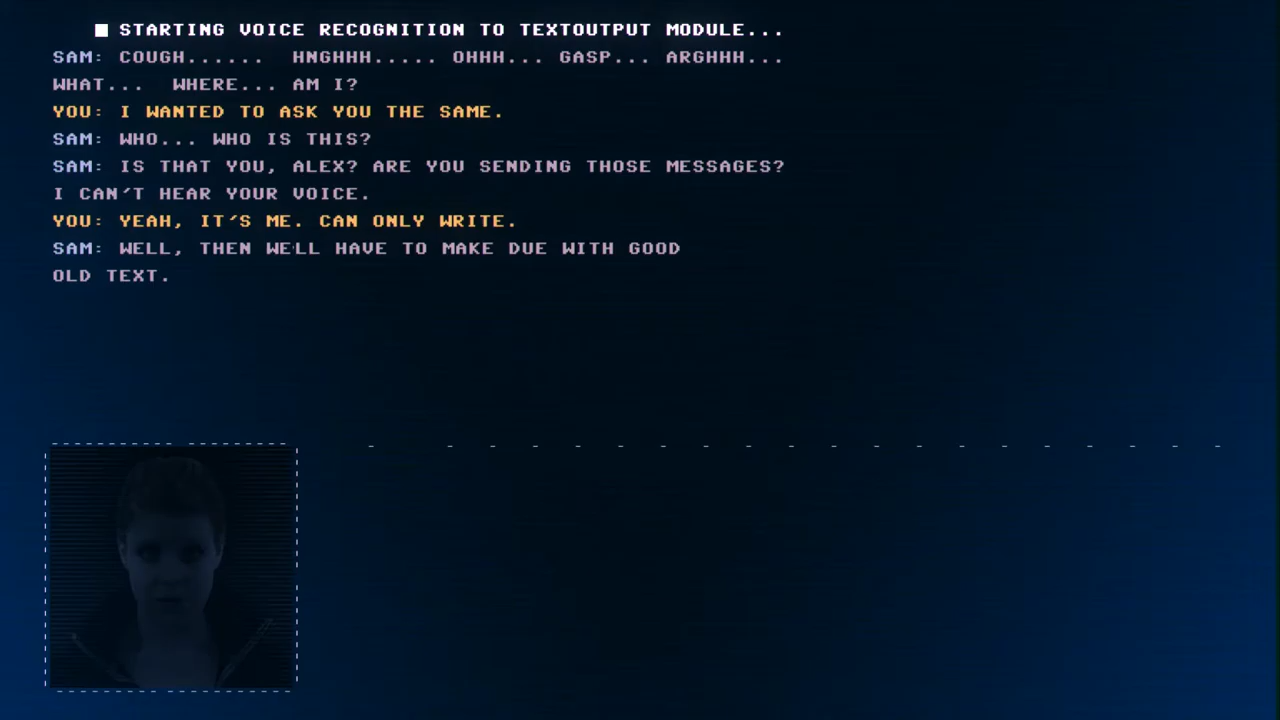 STARTING VOICE RECOGNITION TO TEXTOUTPUT MODULE...
SAM: COUGH...... HNGHHH..... OHHH... GASP... ARGHHH...
WHAT... WHERE... AM I?
YOU: I WANTED TO ASK YOU THE SAME.
SAM: WHO... WHO IS THIS?
SAM: IS THAT YOU, ALEX? ARE YOU SENDING THOSE MESSAGES?
I CAN'T HEAR YOUR VOICE.
YOU: YEAH, IT'S ME. CAN ONLY WRITE.
SAM: WELL, THEN WE'LL HAVE TO MAKE DUE WITH GOOD
OLD TEXT.